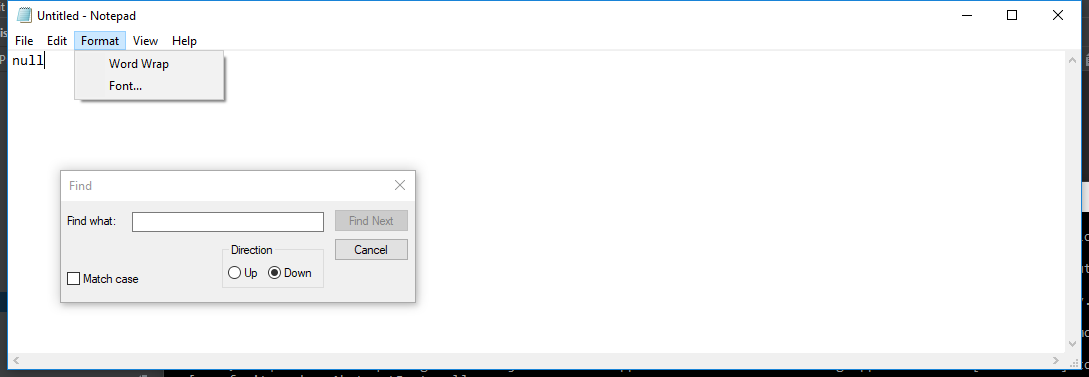 Untitled - Notepad
File Edit Format View Help
null
Word Wrap
Font...
Find
Find what:
Find Next
Direction
Cancel
Up Down
Match case